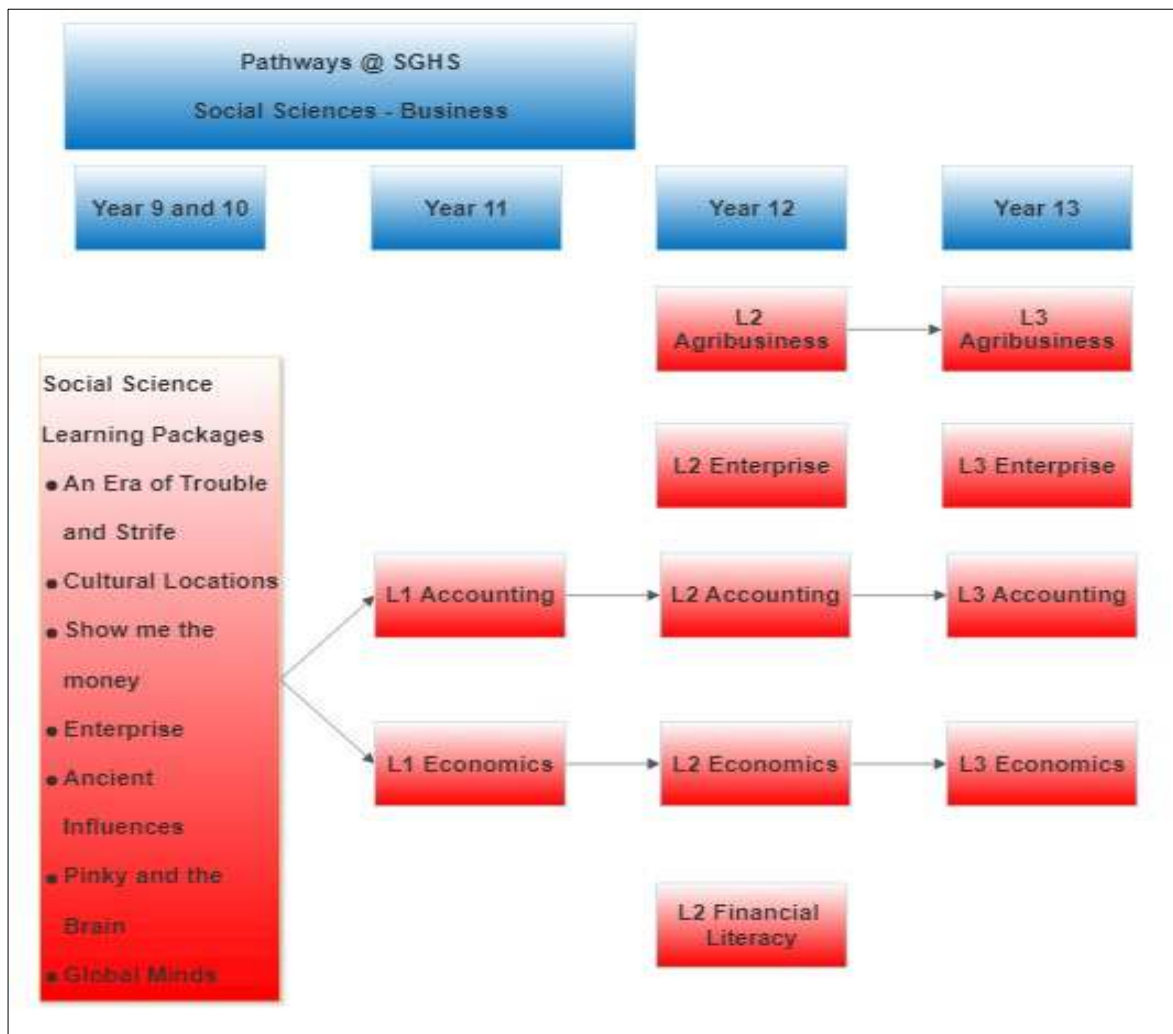 Pathways @ SGHS
Social Sciences - Business
Year 9 and 10
Year 11
Year 12
Year 13
L2
Agribusiness
L3
Agribusiness
Social Science
Learning Packages
• An Era of Trouble
and Strife
• Cultural Locations
• Show me the
money
• Enterprise
• Ancient
Influences
• Pinky and the
Brain
• Global Minds
L2 Enterprise
L3 Enterprise
L1 Accounting
L2 Accounting
L3 Accounting
L1 Economics
L2 Economics
L3 Economics
L2 Financial
Literacy